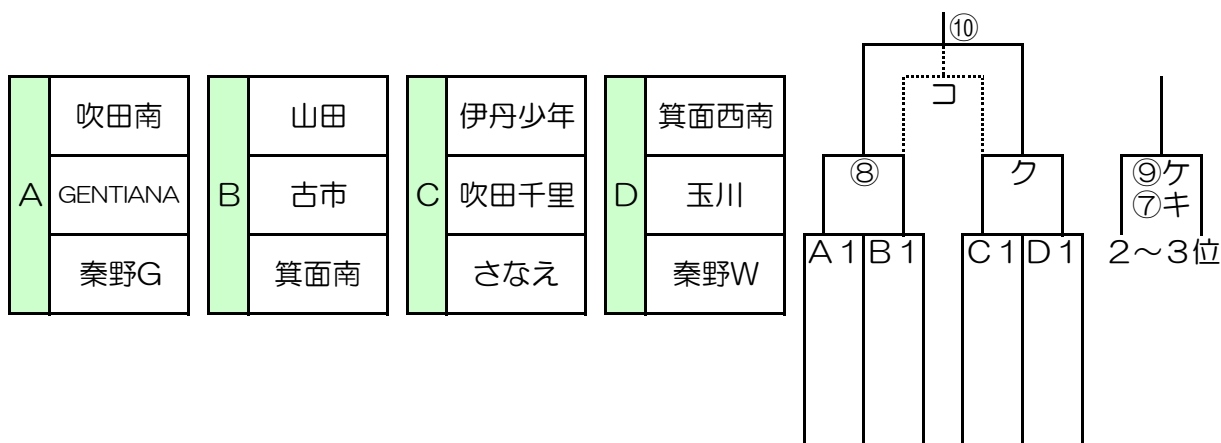 ⑩
コ
A
吹田南
GENTIANA
秦野G
B
山田
古市
箕面南
C
伊丹少年
吹田千里
さなえ
D
箕面西南
玉川
秦野W
⑧
ク
⑨ケ
⑦キ
A1 B1 C1 D1 2～3位